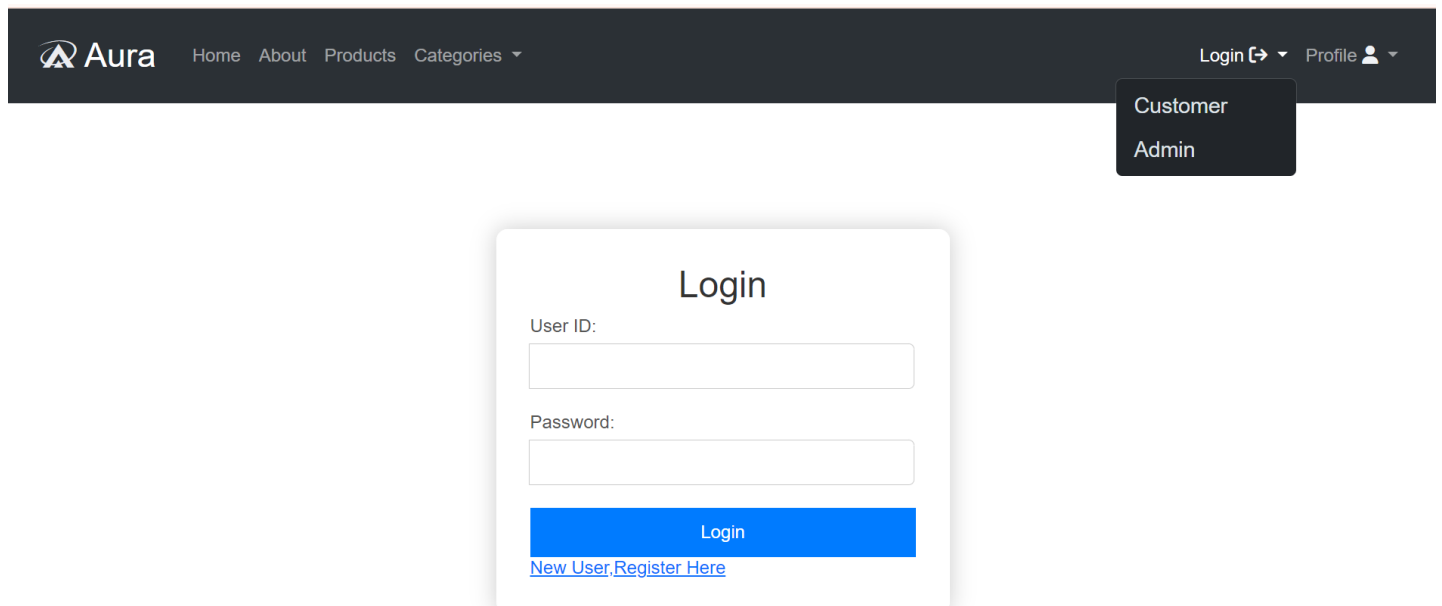 Aura Home About Products Categories Login Profile
Customer
Admin
Login
User ID:
Password:
Login
New User,Register Here